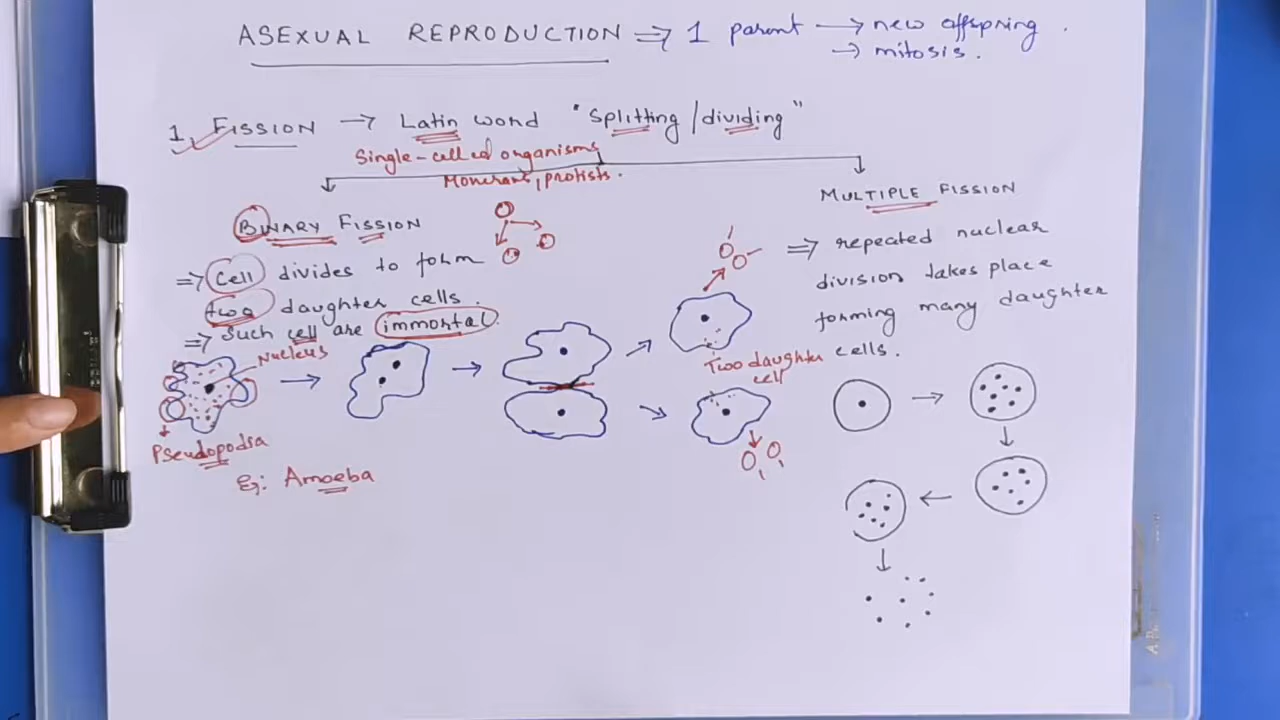 ASEXUAL REPRODUCTION ⇒ 1 parent → new offspring.
→ mitosis.
1, FISSION → Latin word "splitting/dividing"
Single-celled organisms
Monerans, protists.
BINARY FISSION
⇒ Cell divides to form
two daughter cells.
⇒ Such cell are immortal.
Nucleus
Pseudopodia
Eg: Amoeba
Two daughter
cell
MULTIPLE FISSION
⇒ repeated nuclear
division takes place
forming many daughter
cells.